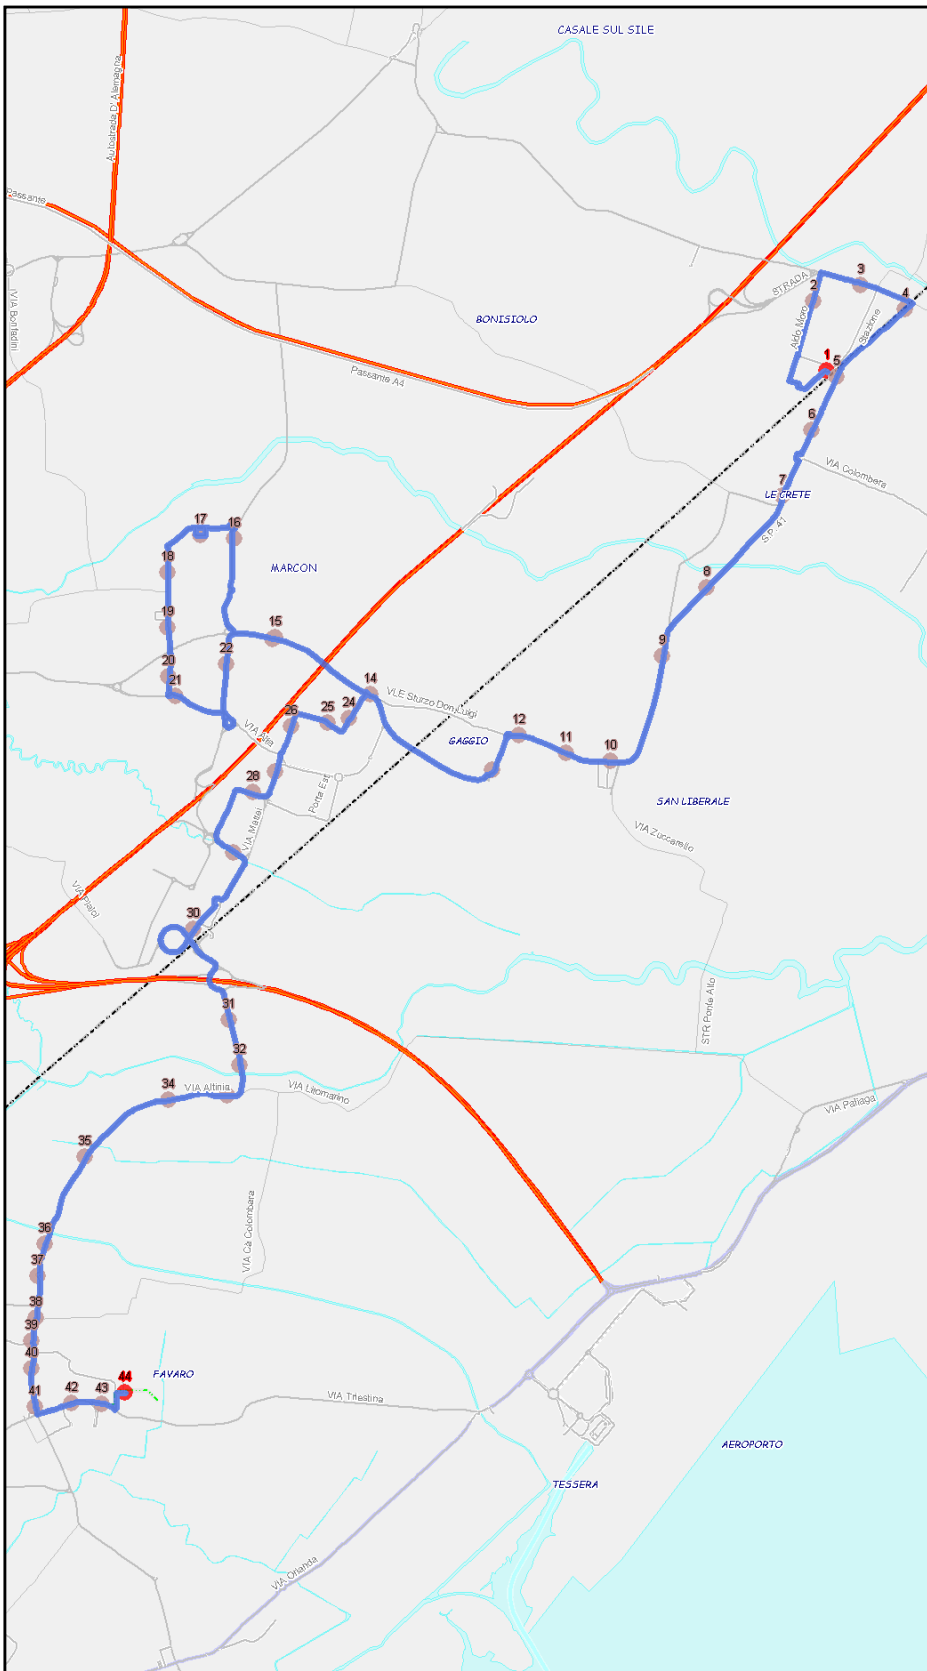 CASALE SUL SILE
Autostrada D'Alemagna
Passante
VIA Bonfadini
STRADA
3
2
4
BONISIOLO
Aldo Moro
Stazione
1
5
Passante A4
6
VIA Colombera
7
LE CRETE
17
16
S.P. 41
18
MARCON
8
19
15
9
22
20
21
14
VLE Sturzo Don Luigi
26
25
24
12
VIA Alta
GAGGIO
11
10
28
Porta Est
SAN LIBERALE
VIA Mattei
VIA Zuccarello
VIA Pialoi
30
STR Ponte Alto
31
32
34
VIA Altinia
VIA Litomarino
VIA Paliaga
35
VIA Cà Colombara
36
37
38
39
40
44
FAVARO
41
42
43
VIA Triestina
AEROPORTO
TESSERA
VIA Orlanda